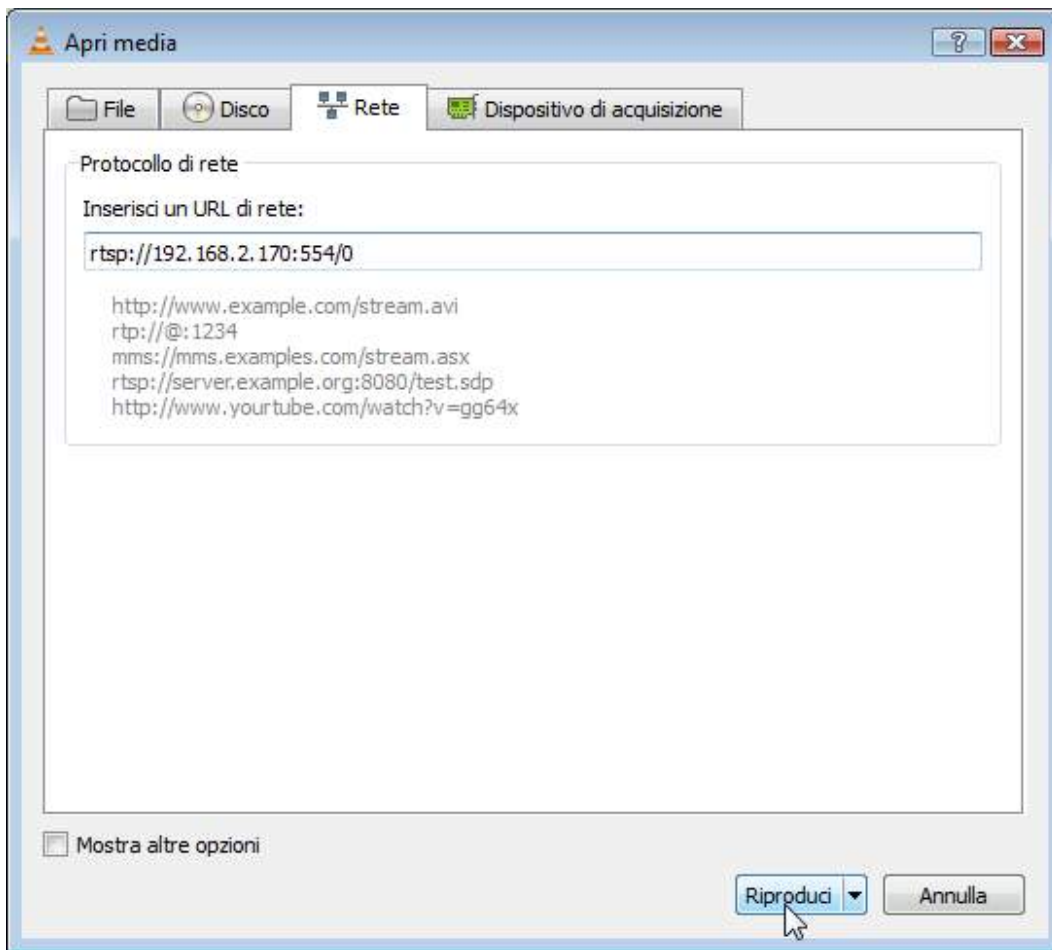 Apri media
File
Disco
Rete
Dispositivo di acquisizione
Protocollo di rete
Inserisci un URL di rete:
rtsp://192.168.2.170:554/0
http://www.example.com/stream.avi
rtp://@:1234
mms://mms.examples.com/stream.asx
rtsp://server.example.org:8080/test.sdp
http://www.yourtube.com/watch?v=gg64x
Mostra altre opzioni
Riproduci
Annulla